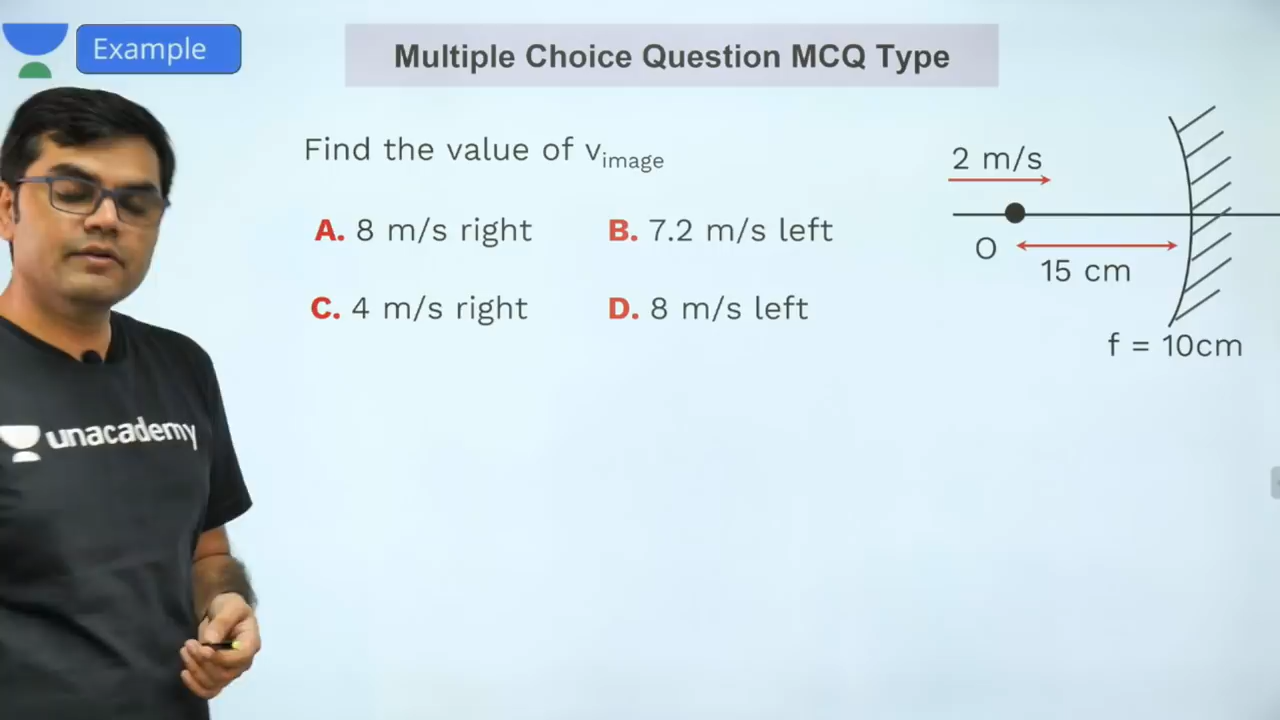 Example
Multiple Choice Question MCQ Type
Find the value of v_image
A. 8 m/s right
B. 7.2 m/s left
C. 4 m/s right
D. 8 m/s left
2 m/s
O
15 cm
f = 10cm
unacademy